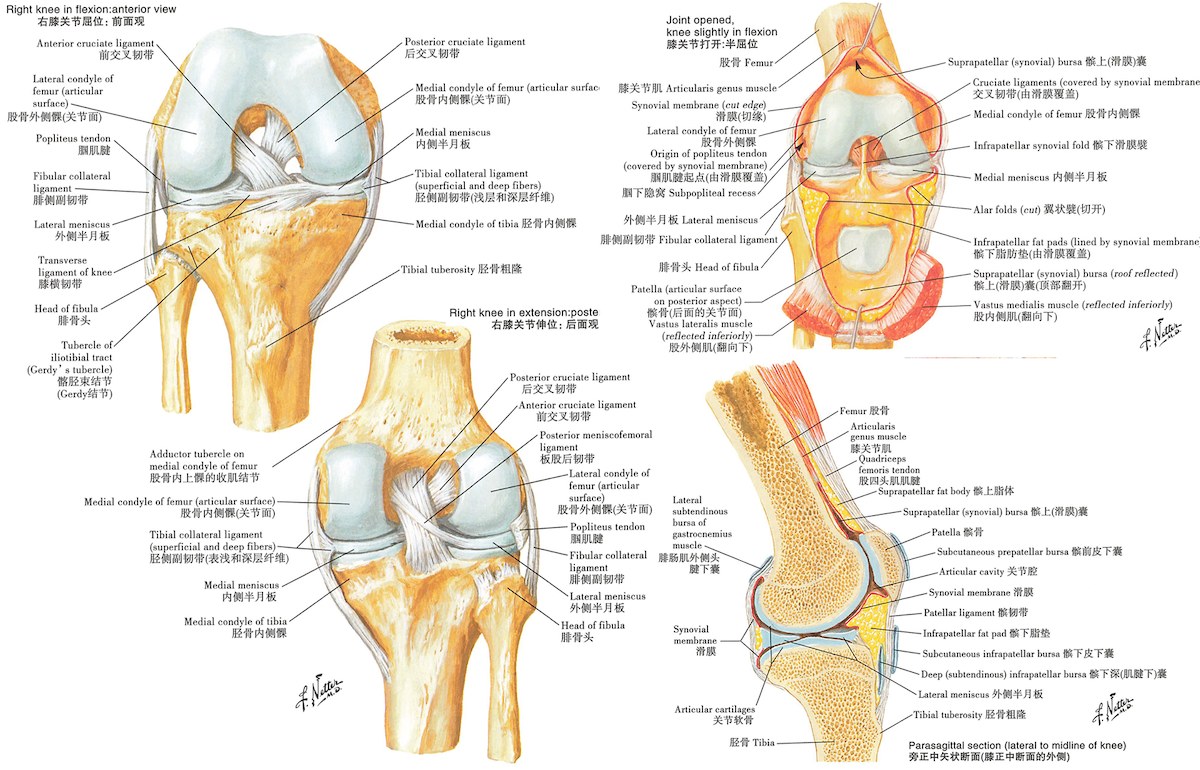 Right knee in flexion:anterior view
右膝关节屈位：前面观
Anterior cruciate ligament
前交叉韧带
Lateral condyle of
femur (articular
surface)
股骨外侧髁(关节面)
Popliteus tendon
腘肌腱
Fibular collateral
ligament
腓侧副韧带
Lateral meniscus
外侧半月板
Transverse
ligament of knee
膝横韧带
Head of fibula
腓骨头
Tubercle of
iliotibial tract
(Gerdy's tubercle)
髂胫束结节
(Gerdy结节)
Posterior cruciate ligament
后交叉韧带
Medial condyle of femur (articular surfac
股骨内侧髁(关节面)
Medial meniscus
内侧半月板
Tibial collateral ligament
(superficial and deep fibers)
胫侧副韧带(浅层和深层纤维)
Medial condyle of tibia 胫骨内侧髁
Tibial tuberosity 胫骨粗隆
Joint opened,
knee slightly in flexion
膝关节打开:半屈位
股骨 Femur
膝关节肌 Articularis genus muscle
Synovial membrane (cut edge)
滑膜(切缘)
Lateral condyle of femur
股骨外侧髁
Origin of popliteus tendon
(covered by synovial membrane)
腘肌腱起点(由滑膜覆盖)
腘下隐窝 Subpopliteal recess
外侧半月板 Lateral meniscus
腓侧副韧带 Fibular collateral ligament
腓骨头 Head of fibula
Patella (articular surface
on posterior aspect)
髌骨(后面的关节面)
Vastus lateralis muscle
(reflected inferiorly)
股外侧肌(翻向下)
Suprapatellar (synovial) bursa 髌上(滑膜)囊
Cruciate ligaments (covered by synovial membrane
交叉韧带(由滑膜覆盖)
Medial condyle of femur 股骨内侧髁
Infrapatellar synovial fold 髌下滑膜襞
Medial meniscus 内侧半月板
Alar folds (cut) 翼状襞(切开)
Infrapatellar fat pads (lined by synovial membrane
髌下脂肪垫(由滑膜覆盖)
Suprapatellar (synovial) bursa (roof reflected)
髌上(滑膜)囊(顶部翻开)
Vastus medialis muscle (reflected inferiorly)
股内侧肌(翻向下)
F. Netter M.D.
Right knee in extension:poste
右膝关节伸位：后面观
Posterior cruciate ligament
后交叉韧带
Anterior cruciate ligament
前交叉韧带
Posterior meniscofemoral
ligament
板股后韧带
Lateral condyle of
femur (articular
surface)
股骨外侧髁(关节面)
Popliteus tendon
腘肌腱
Fibular collateral
ligament
腓侧副韧带
Lateral meniscus
外侧半月板
Head of fibula
腓骨头
Adductor tubercle on
medial condyle of femur
股骨内上髁的收肌结节
Medial condyle of femur (articular surface)
股骨内侧髁(关节面)
Tibial collateral ligament
(superficial and deep fibers)
胫侧副韧带(表浅和深层纤维)
Medial meniscus
内侧半月板
Medial condyle of tibia
胫骨内侧髁
F. Netter M.D.
Femur 股骨
Articularis
genus muscle
膝关节肌
Quadriceps
femoris tendon
股四头肌肌腱
Suprapatellar fat body 髌上脂体
Suprapatellar (synovial) bursa 髌上(滑膜)囊
Patella 髌骨
Subcutaneous prepatellar bursa 髌前皮下囊
Articular cavity 关节腔
Synovial membrane 滑膜
Patellar ligament 髌韧带
Infrapatellar fat pad 髌下脂垫
Subcutaneous infrapatellar bursa 髌下皮下囊
Deep (subtendinous) infrapatellar bursa 髌下深(肌腱下)囊
Lateral meniscus 外侧半月板
Tibial tuberosity 胫骨粗隆
Lateral
subtendinous
bursa of
gastrocnemius
muscle
腓肠肌外侧头
腱下囊
Synovial
membrane
滑膜
Articular cartilages
关节软骨
胫骨 Tibia
F. Netter M.D.
Parasagittal section (lateral to midline of knee)
旁正中矢状断面(膝正中断面的外侧)